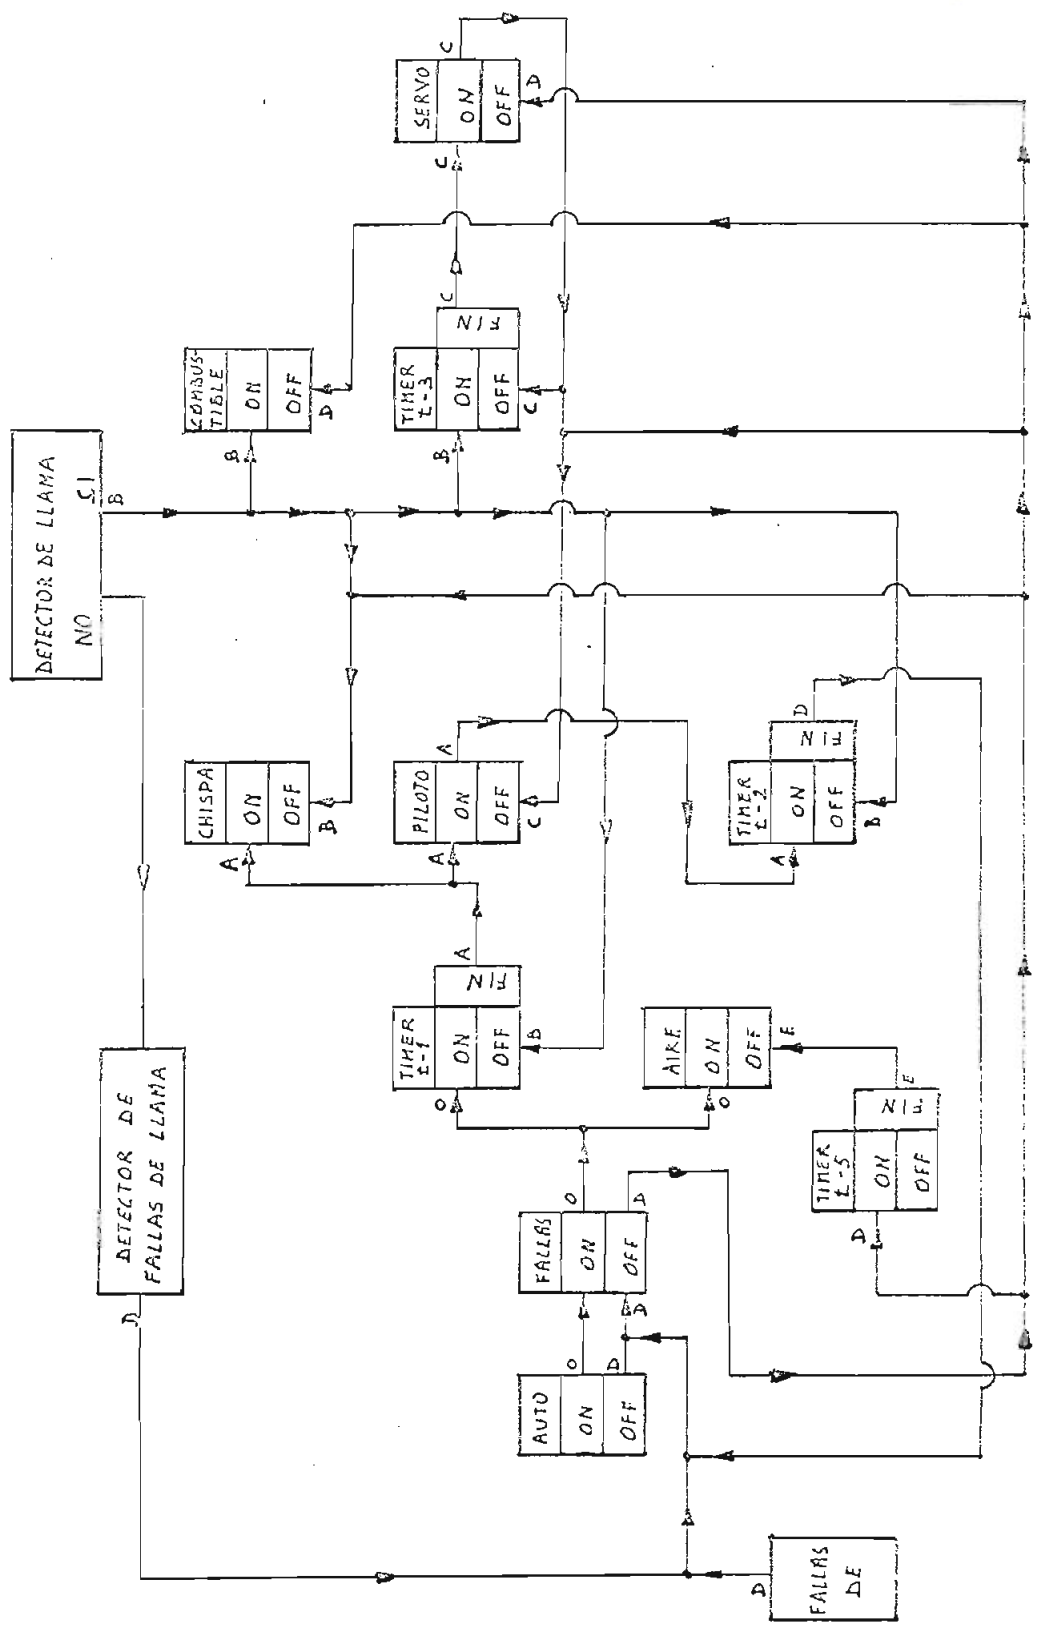 DETECTOR DE LLAMA
NO
CI
B
DETECTOR DE
FALLAS DE LLAMA
D
CHISPA
ON
OFF
A
B
COMBUS-
TIBLE
ON
OFF
B
D
TIMER
t-1
ON
OFF
FIN
O
B
A
PILOTO
ON
OFF
A
C
A
TIMER
t-3
ON
OFF
FIN
B
C
C
SERVO
ON
OFF
C
D
C
AUTO
ON
OFF
O
D
FALLAS
ON
OFF
D
O
D
AIRE
ON
OFF
O
E
TIMER
t-2
ON
OFF
FIN
A
B
D
TIMER
t-5
ON
OFF
FIN
D
E
FALLAS
DE
D